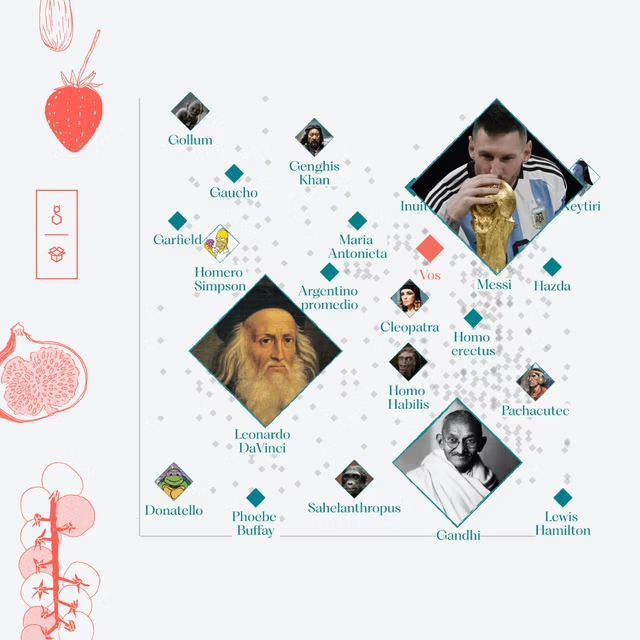 Gollum
Genghis
Khan
Gaucho
Inuit
Neytiri
Garfield
Homero
Simpson
Maria
Antonieta
Vos
Messi
Hazda
Argentino
promedio
Cleopatra
Homo
erectus
Homo
Habilis
Pachacutec
Leonardo
DaVinci
Donatello
Phoebe
Buffay
Sahelanthropus
Gandhi
Lewis
Hamilton